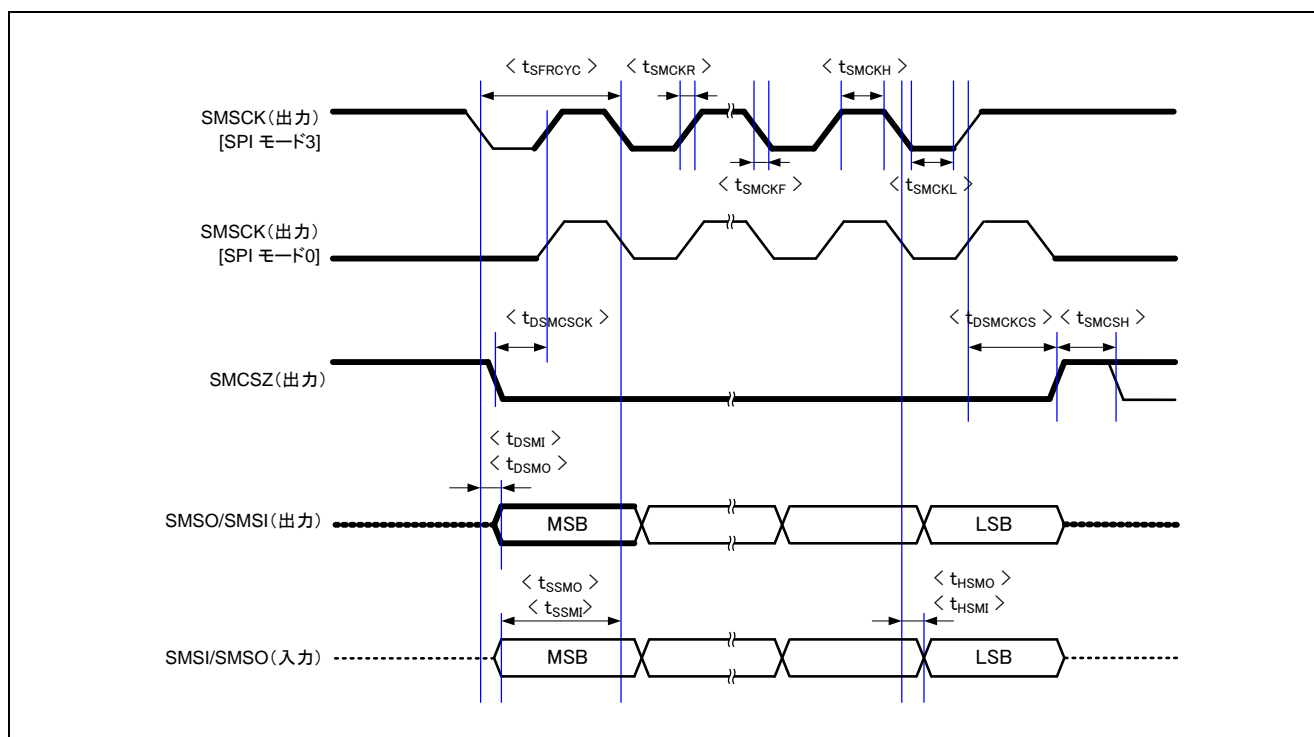 < tSFRCYC > < tSMCKR > < tSMCKH >
SMSCK(出力)
[SPI モード3]
< tSMCKF > < tSMCKL >
SMSCK(出力)
[SPI モード0]
< tDSMCSCK > < tDSMCKCS > < tSMCSH >
SMCSZ(出力)
< tDSMI >
< tDSMO >
SMSO/SMSI(出力) MSB LSB
< tSSMO > < tHSMO >
< tSSMI> < tHSMI >
SMSI/SMSO(入力) MSB LSB